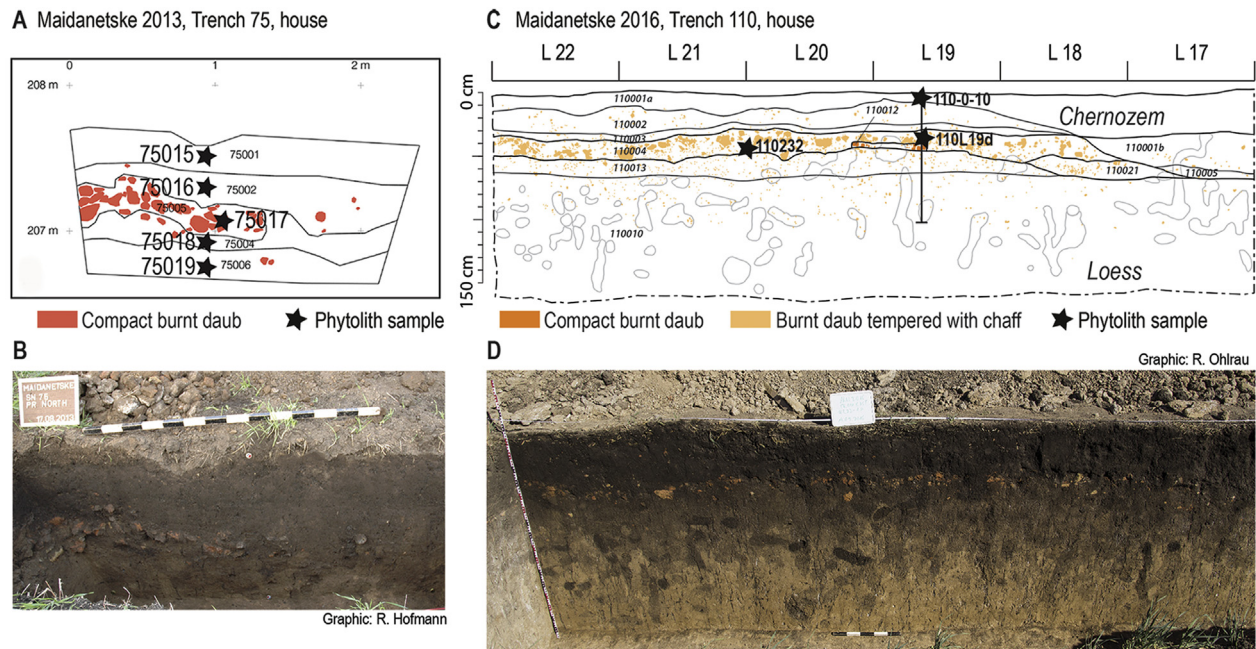 A Maidanetske 2013, Trench 75, house
0 1 2 m
208 m
75015 75001
75016 75002
75005
75017
207 m
75018 75004
75019 75006
Compact burnt daub Phytolith sample
B
MAIDANETSKE
PR NORTH
Graphic: R. Hofmann
C Maidanetske 2016, Trench 110, house
L 22 L 21 L 20 L 19 L 18 L 17
0 cm
110001a
110-0-10
110012
Chernozem
110002
110003
110232
110L19d
110004
110001b
110013
110021
110005
110010
Loess
150 cm
Compact burnt daub Burnt daub tempered with chaff Phytolith sample
Graphic: R. Ohlrau
D